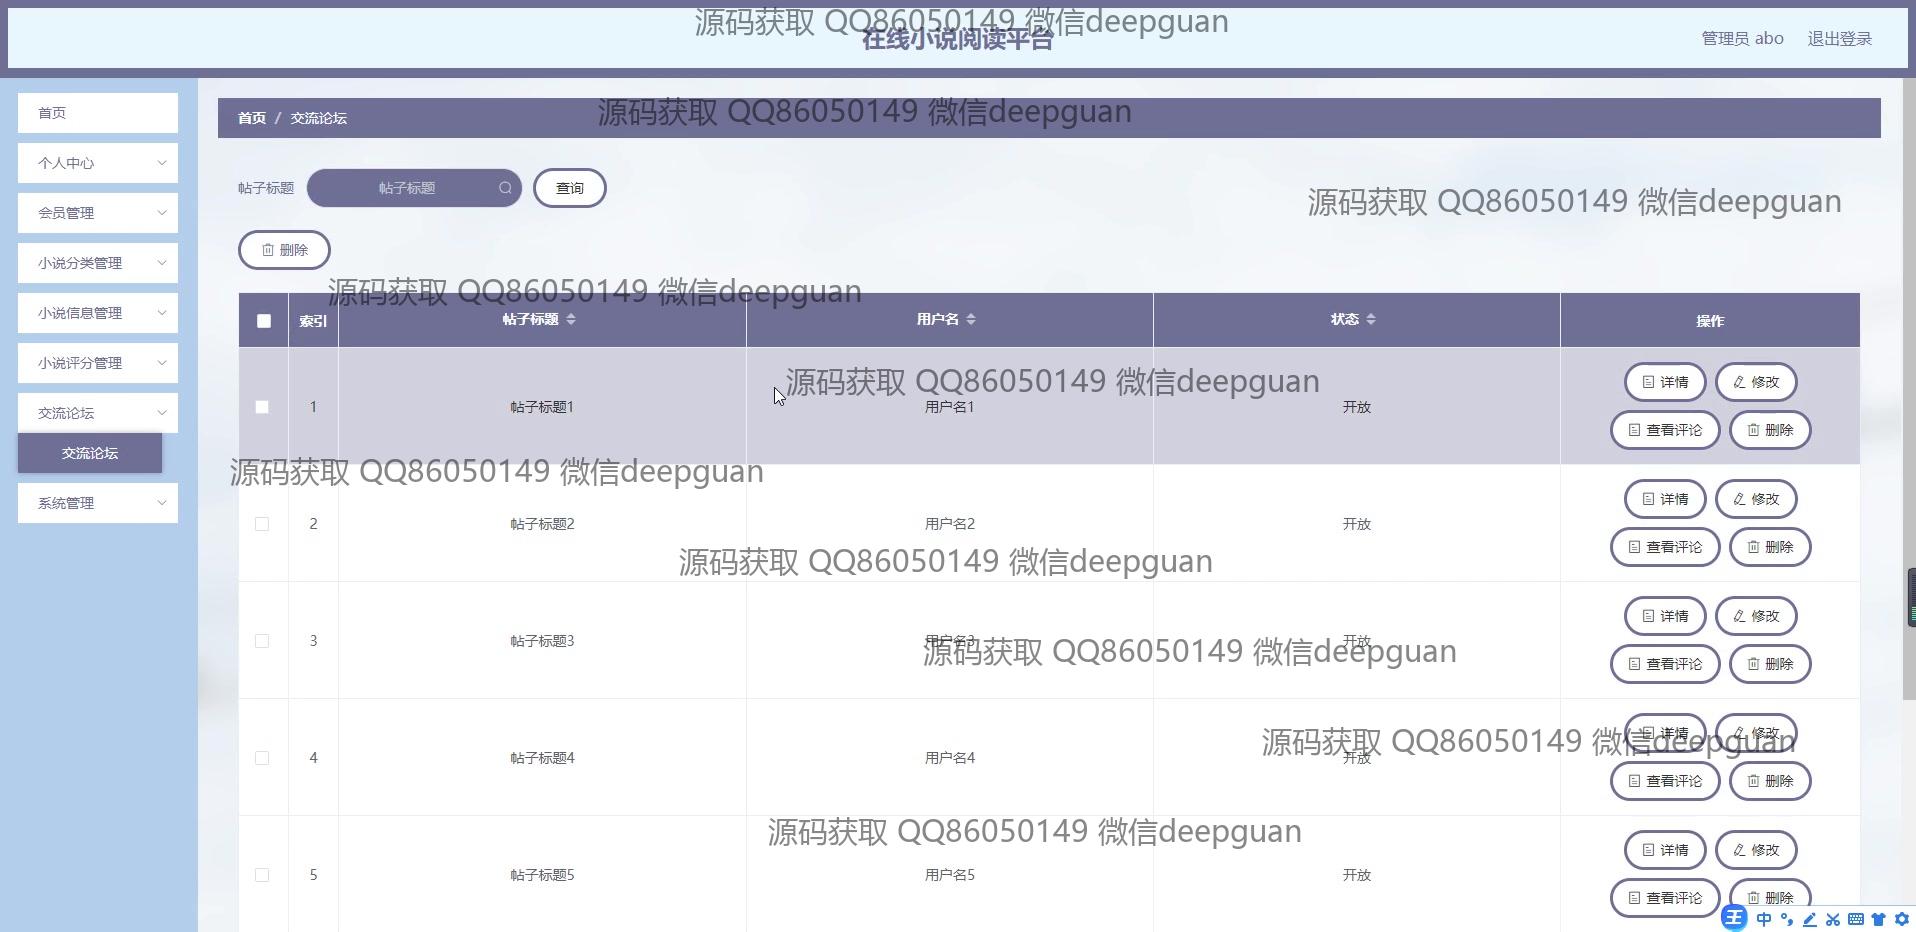 源码获取 QQ86050149 微信deepguan
在线小说阅读平台
管理员 abo 退出登录
首页
个人中心
会员管理
小说分类管理
小说信息管理
小说评分管理
交流论坛
交流论坛
系统管理
首页 / 交流论坛
源码获取 QQ86050149 微信deepguan
帖子标题 帖子标题 查询
源码获取 QQ86050149 微信deepguan
删除
源码获取 QQ86050149 微信deepguan
索引 帖子标题 用户名 状态 操作
源码获取 QQ86050149 微信deepguan
详情 修改
1 帖子标题1 用户名1 开放
查看评论 删除
源码获取 QQ86050149 微信deepguan
详情 修改
2 帖子标题2 用户名2 开放
查看评论 删除
源码获取 QQ86050149 微信deepguan
详情 修改
3 帖子标题3 用户名3 开放
源码获取 QQ86050149 微信deepguan
查看评论 删除
详情 修改
源码获取 QQ86050149 微信deepguan
4 帖子标题4 用户名4 开放
查看评论 删除
源码获取 QQ86050149 微信deepguan
详情 修改
5 帖子标题5 用户名5 开放
查看评论 删除
王 中